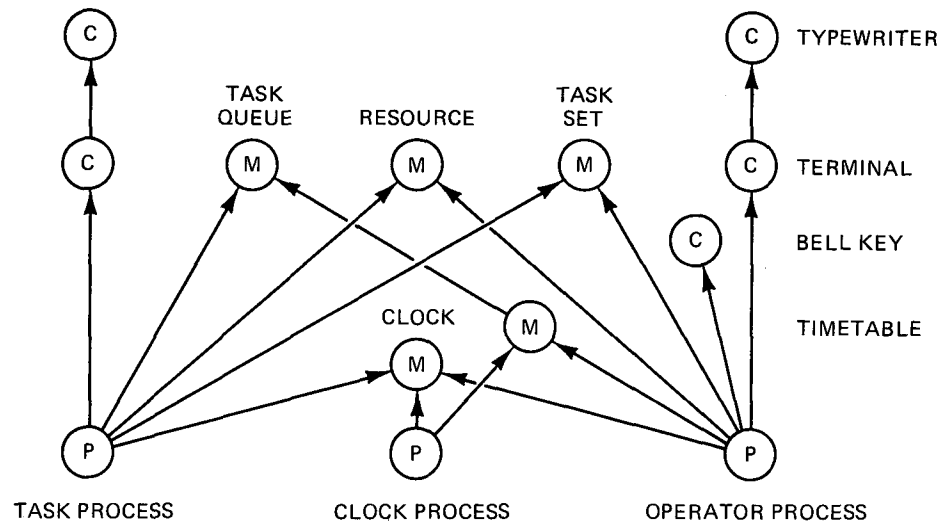 C
C
TYPEWRITER
TASK
QUEUE
RESOURCE
TASK
SET
C
M
M
M
C
TERMINAL
C
BELL KEY
CLOCK
M
TIMETABLE
M
P
P
P
TASK PROCESS
CLOCK PROCESS
OPERATOR PROCESS